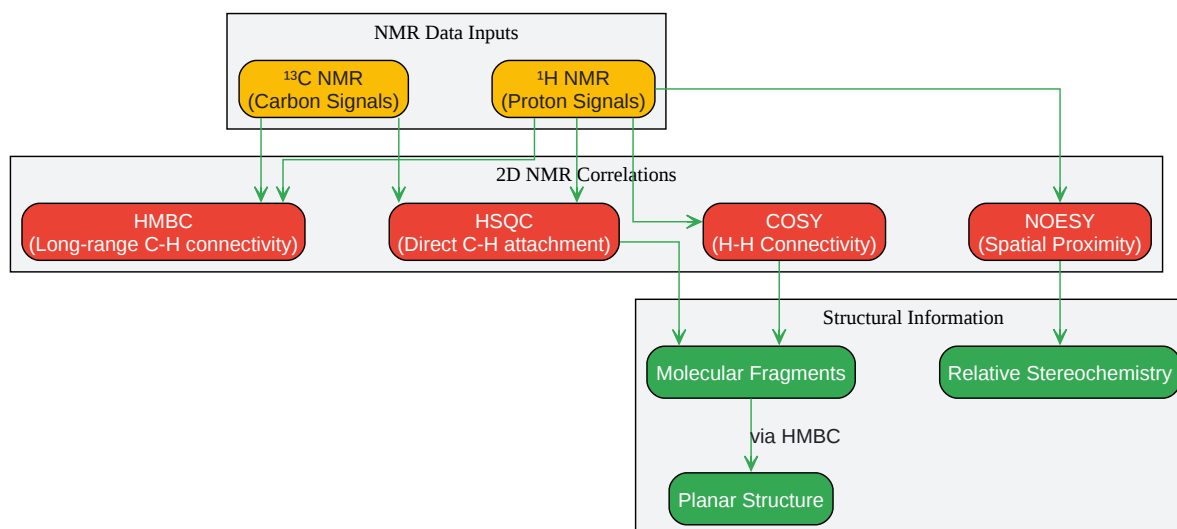 NMR Data Inputs
¹³C NMR
(Carbon Signals)
¹H NMR
(Proton Signals)
2D NMR Correlations
HMBC
(Long-range C-H connectivity)
HSQC
(Direct C-H attachment)
COSY
(H-H Connectivity)
NOESY
(Spatial Proximity)
Structural Information
Molecular Fragments
Relative Stereochemistry
via HMBC
Planar Structure